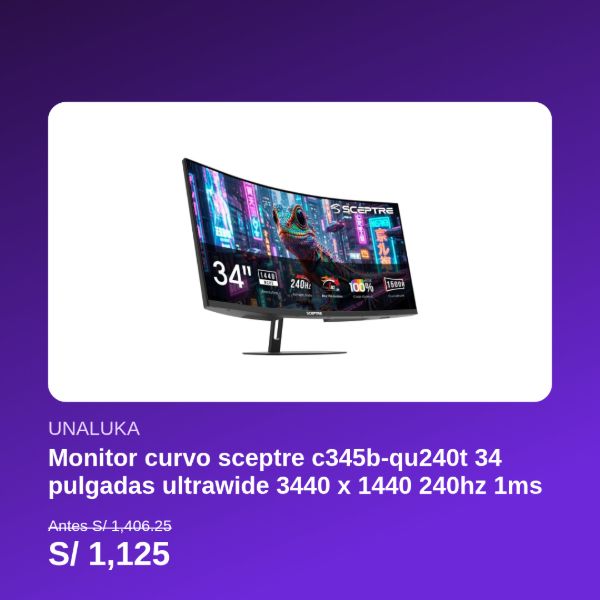 SCEPTRE
34"
1440
240Hz
100%
1500R
SCEPTRE
UNALUKA
Monitor curvo sceptre c345b-qu240t 34
pulgadas ultrawide 3440 x 1440 240hz 1ms
Antes S/ 1,406.25
S/ 1,125